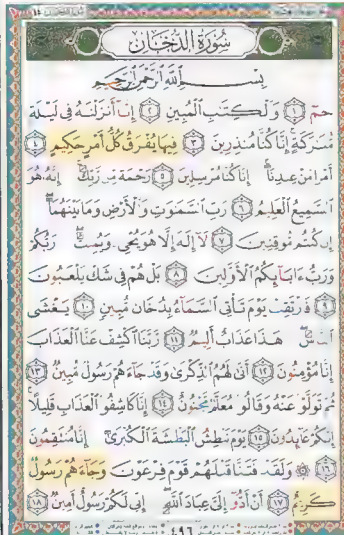 سُورَةُ الدُّخَانِ
بِسْمِ اللَّهِ الرَّحْمَٰنِ الرَّحِيمِ
حمٓ ١ وَالْكِتَابِ الْمُبِينِ ٢ إِنَّا أَنزَلْنَاهُ فِي لَيْلَةٍ
مُّبَارَكَةٍ إِنَّا كُنَّا مُنذِرِينَ ٣ فِيهَا يُفْرَقُ كُلُّ أَمْرٍ حَكِيمٍ ٤
أَمْرًا مِّنْ عِندِنَا إِنَّا كُنَّا مُرْسِلِينَ ٥ رَحْمَةً مِّن رَّبِّكَ إِنَّهُ هُوَ
السَّمِيعُ الْعَلِيمُ ٦ رَبِّ السَّمَاوَاتِ وَالْأَرْضِ وَمَا بَيْنَهُمَا
إِن كُنتُم مُّوقِنِينَ ٧ لَا إِلَٰهَ إِلَّا هُوَ يُحْيِي وَيُمِيتُ رَبُّكُمْ
وَرَبُّ آبَائِكُمُ الْأَوَّلِينَ ٨ بَلْ هُمْ فِي شَكٍّ يَلْعَبُونَ
٩ فَارْتَقِبْ يَوْمَ تَأْتِي السَّمَاءُ بِدُخَانٍ مُّبِينٍ ١٠ يَغْشَى
النَّاسَ هَٰذَا عَذَابٌ أَلِيمٌ ١١ رَّبَّنَا اكْشِفْ عَنَّا الْعَذَابَ
إِنَّا مُؤْمِنُونَ ١٢ أَنَّىٰ لَهُمُ الذِّكْرَىٰ وَقَدْ جَاءَهُمْ رَسُولٌ مُّبِينٌ ١٣
ثُمَّ تَوَلَّوْا عَنْهُ وَقَالُوا مُعَلَّمٌ مَّجْنُونٌ ١٤ إِنَّا كَاشِفُو الْعَذَابِ قَلِيلًا
إِنَّكُمْ عَائِدُونَ ١٥ يَوْمَ نَبْطِشُ الْبَطْشَةَ الْكُبْرَىٰ إِنَّا مُنتَقِمُونَ
١٦ ۞ وَلَقَدْ فَتَنَّا قَبْلَهُمْ قَوْمَ فِرْعَوْنَ وَجَاءَهُمْ رَسُولٌ
كَرِيمٌ ١٧ أَنْ أَدُّوا إِلَيَّ عِبَادَ اللَّهِ إِنِّي لَكُمْ رَسُولٌ أَمِينٌ ١٨
٤٩٦